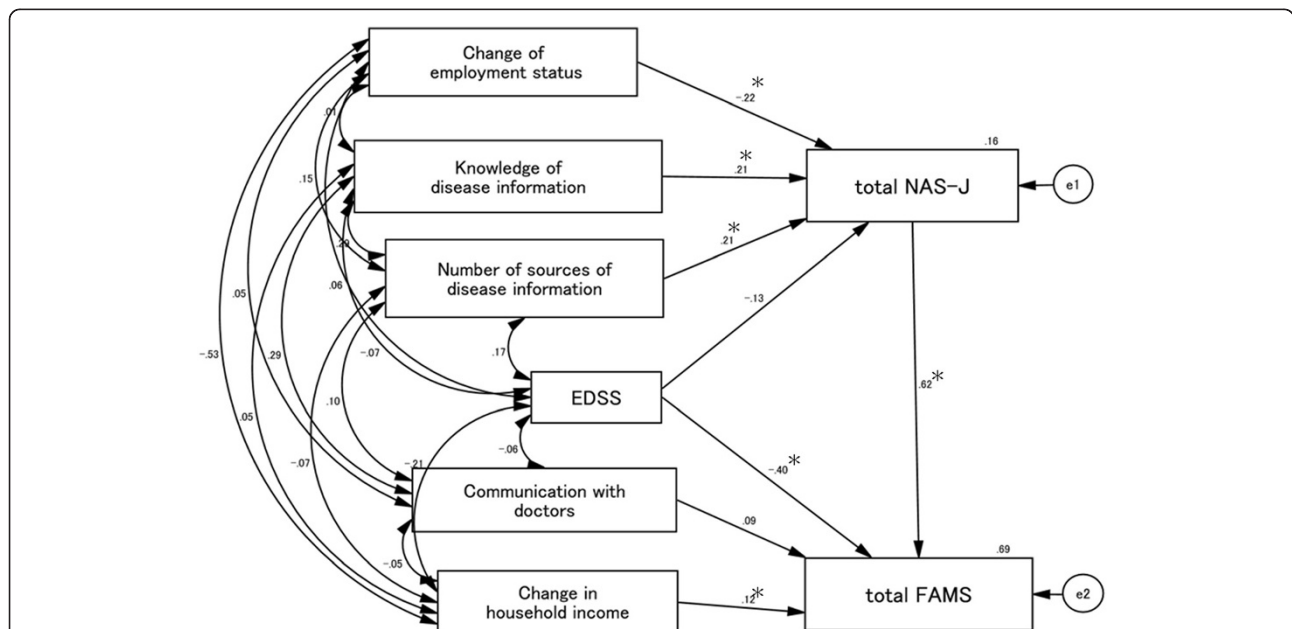 Change of
employment status
-.22*
.16
.01
Knowledge of
disease information
.21*
total NAS-J
e1
.15
.29
Number of sources of
disease information
.21*
.06
.05
-.13
-.53
.29
-.07
.17
.62*
.10
EDSS
.05
-.07
-.06
-.40*
-.21
Communication with
doctors
.09
.69
-.05
Change in
household income
.12*
total FAMS
e2